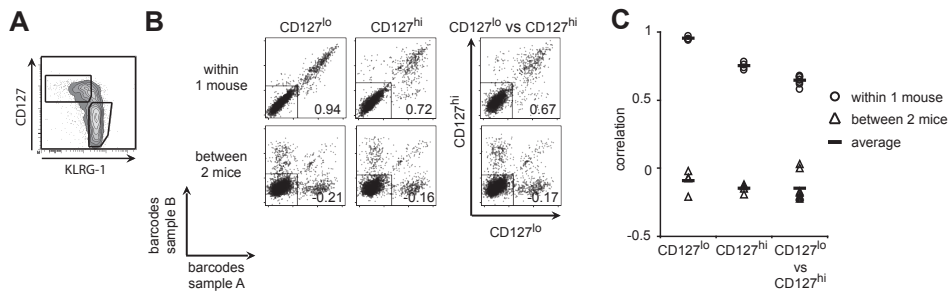 A
CD127
KLRG-1
B
CD127lo
CD127hi
CD127lo vs CD127hi
within
1 mouse
0.94
0.72
0.67
between
2 mice
-0.21
-0.16
-0.17
CD127hi
CD127lo
barcodes
sample B
barcodes
sample A
C
correlation
1
0.5
0
-0.5
CD127lo
CD127hi
CD127lo
vs
CD127hi
within 1 mouse
between 2 mice
average